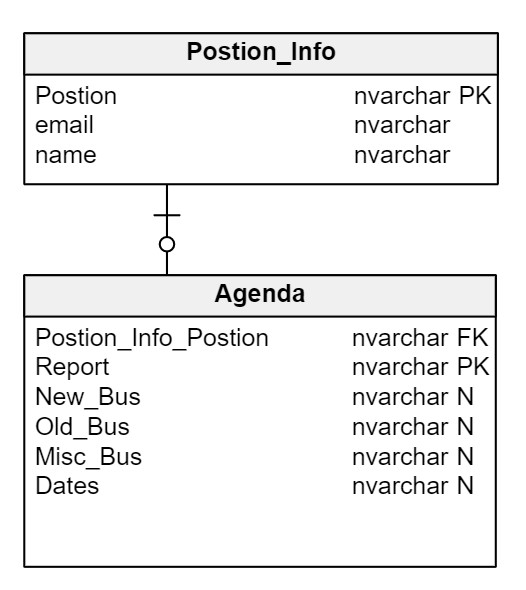 Postion_Info
Postion nvarchar PK
email nvarchar
name nvarchar
Agenda
Postion_Info_Postion nvarchar FK
Report nvarchar PK
New_Bus nvarchar N
Old_Bus nvarchar N
Misc_Bus nvarchar N
Dates nvarchar N